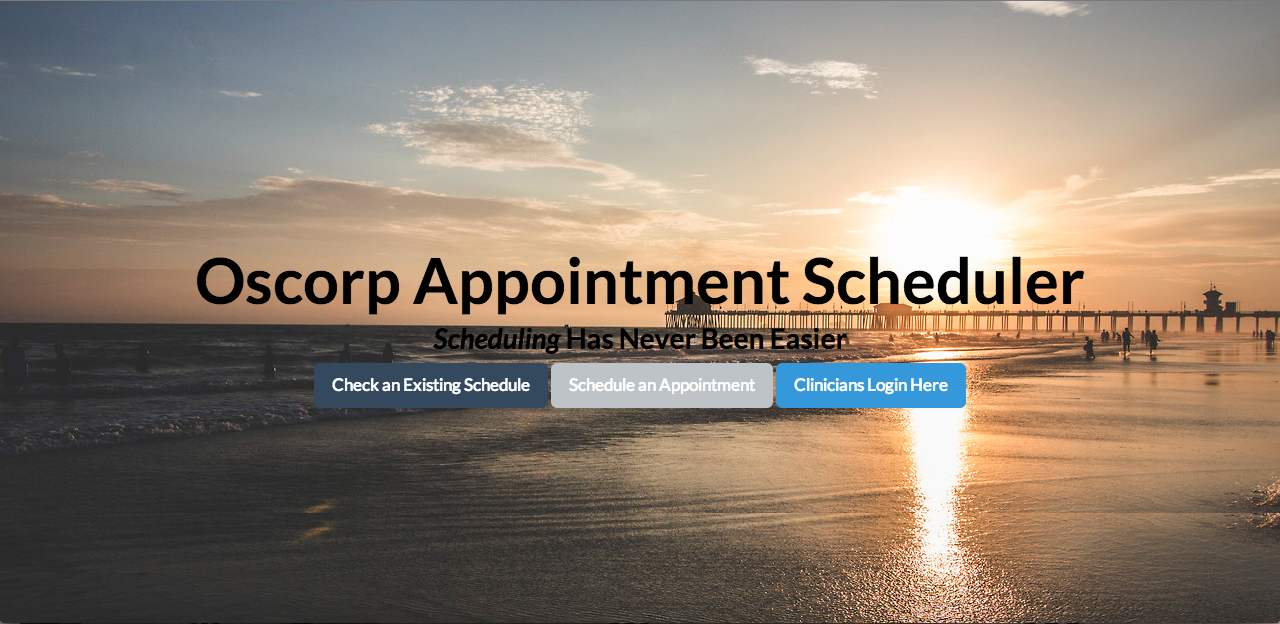 Oscorp Appointment Scheduler
Scheduling Has Never Been Easier
Check an Existing Schedule
Schedule an Appointment
Clinicians Login Here